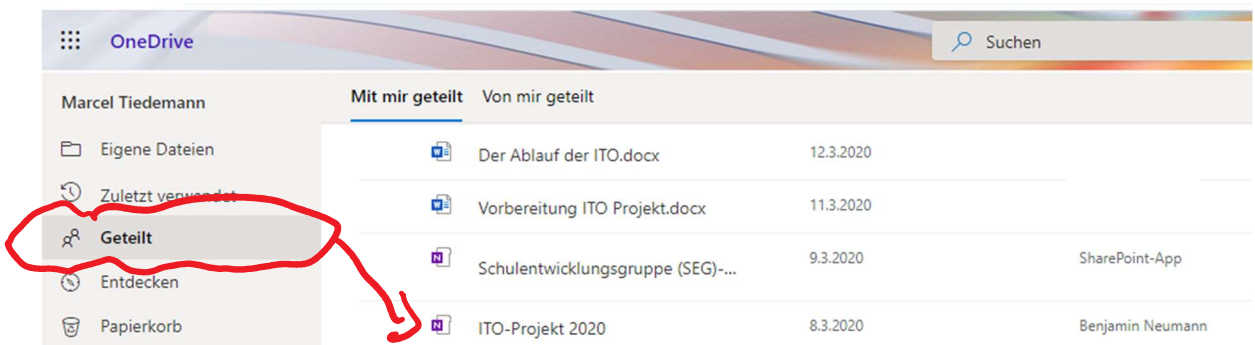 OneDrive
Suchen
Marcel Tiedemann
Mit mir geteilt Von mir geteilt
Eigene Dateien
Der Ablauf der ITO.docx 12.3.2020
Zuletzt verwendet
Vorbereitung ITO Projekt.docx 11.3.2020
Geteilt
Schulentwicklungsgruppe (SEG)-... 9.3.2020 SharePoint-App
Entdecken
Papierkorb
ITO-Projekt 2020 8.3.2020 Benjamin Neumann